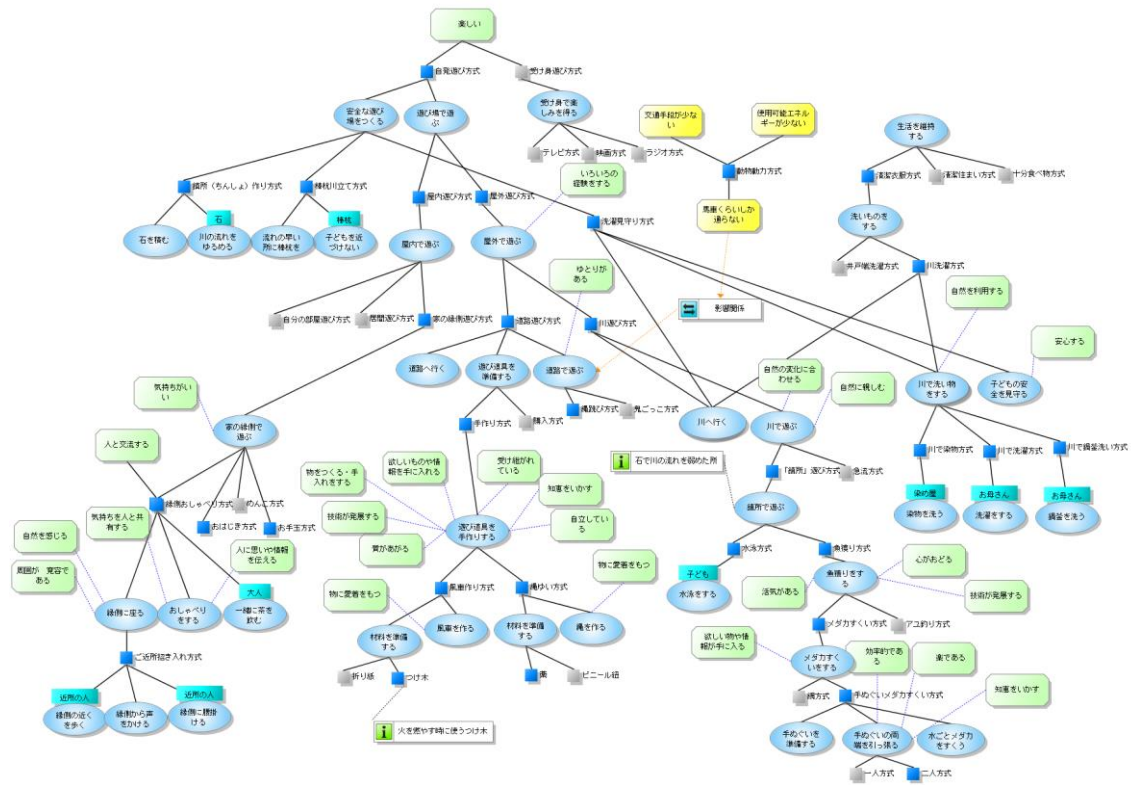 楽しい
自発遊び方式
受け身遊び方式
安全な遊び
場をつくる
遊び場で遊
ぶ
受け身で楽
しみを得る
交通手段が少な
い
使用可能エネル
ギーが少ない
生活を維持
する
テレビ方式
映画方式
ラジオ方式
動物動力方式
清潔衣服方式
清潔住まい方式
十分食べ物方式
いろいろの
経験をする
(ちんしょ)作り方式
棒杭川立て方式
屋内遊び方式
屋外遊び方式
洗濯見守り方式
馬車くらいしか
通らない
洗いものを
する
石
棒杭
石を積む
川の流れを
ゆるめる
流れの早い
所に棒杭を
子どもを近
づけない
屋内で遊ぶ
屋外で遊ぶ
井戸端洗濯方式
川洗濯方式
ゆとりが
ある
自然を利用する
影響関係
自分の部屋遊び方式
居間遊び方式
家の縁側遊び方式
道路遊び方式
川遊び方式
安心する
道路へ行く
遊び道具を
準備する
道路で遊ぶ
自然の変化に合
わせる
自然に親しむ
川で洗い物
をする
子どもの安
全を見守る
気持ちがい
い
家の縁側で
遊ぶ
手作り方式
購入方式
縄跳び方式
鬼ごっこ方式
川へ行く
川で遊ぶ
人と交流する
川で染物方式
川で洗濯方式
川で鍋釜洗い方式
石で川の流れを弱めた所
遊び方式
急流方式
物をつくる・手
入れをする
欲しいものや情
報を手に入れる
受け継がれ
ている
知恵をいかす
染め屋
お母さん
お母さん
染物を洗う
洗濯をする
鍋釜を洗う
縁側おしゃべり方式
めんこ方式
おはじき方式
お手玉方式
気持ちを人と共
有する
技術が発展する
遊び道具を
手作りする
自立している
で遊ぶ
自然を感じる
人に思いや情報
を伝える
質があがる
水泳方式
魚獲り方式
周囲が 寛容で
ある
大人
風車作り方式
縄ゆい方式
物に愛着をもつ
子ども
水泳をする
魚獲りをす
る
心がおどる
縁側に座る
おしゃべり
をする
一緒に茶を
飲む
物に愛着をもつ
活気がある
技術が発展する
風車を作る
材料を準備
する
縄を作る
材料を準備
する
メダカすくい方式
アユ釣り方式
ご近所招き入れ方式
欲しい物や情
報が手に入る
メダカすく
いをする
効率的であ
る
楽である
折り紙
つけ木
藁
ビニール紐
近所の人
近所の人
網方式
手ぬぐいメダカすくい方式
知恵をいかす
縁側の近く
を歩く
縁側から声
をかける
縁側に腰掛
ける
火を燃やす時に使うつけ木
手ぬぐいを
準備する
手ぬぐいの両
端を引っ張る
水ごとメダカ
をすくう
一人方式
二人方式